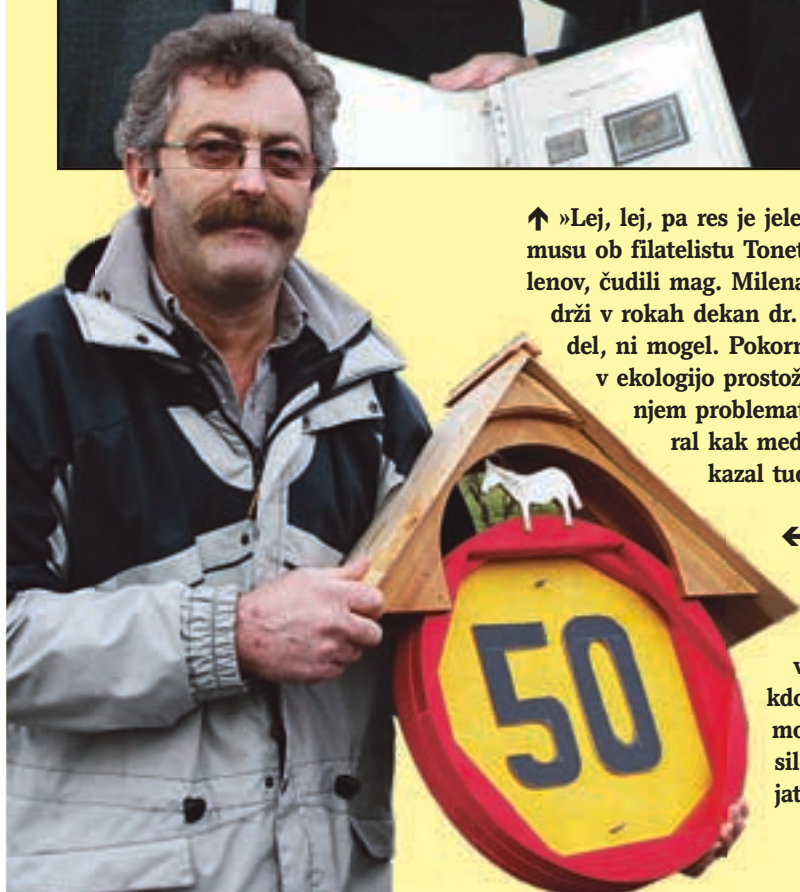 ↑ »Lej, lej, pa res je jele
musu ob filatelistu Tonet
lenov, čudili mag. Milena
drži v rokah dekan dr.
del, ni mogel. Pokorn
v ekologijo prostož
njem problemat
ral kak med
kazal tud
←
v
kdo
mo
sil
jat
50